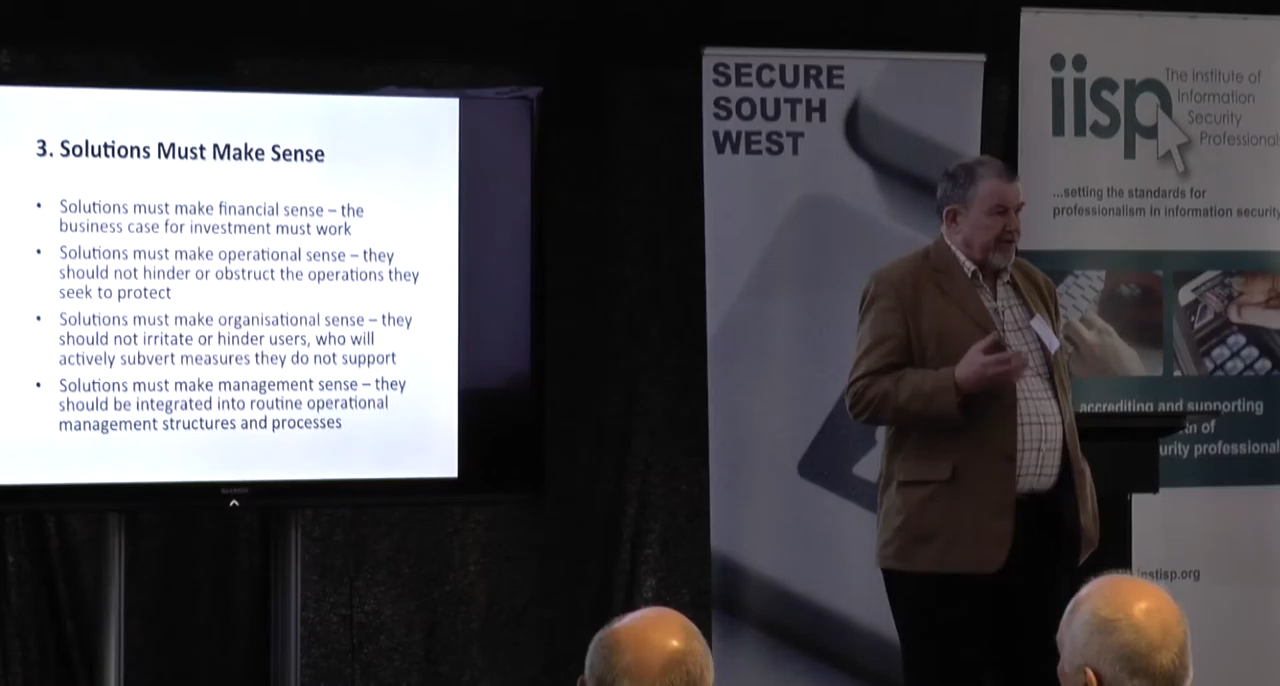 3. Solutions Must Make Sense
• Solutions must make financial sense – the
business case for investment must work
• Solutions must make operational sense – they
should not hinder or obstruct the operations they
seek to protect
• Solutions must make organisational sense – they
should not irritate or hinder users, who will
actively subvert measures they do not support
• Solutions must make management sense – they
should be integrated into routine operational
management structures and processes
SECURE
SOUTH
WEST
iisp
The Institute of
Information
Security
Professional
...setting the standards for
professionalism in information security
accrediting and supporting
of
urity professional
instisp.org